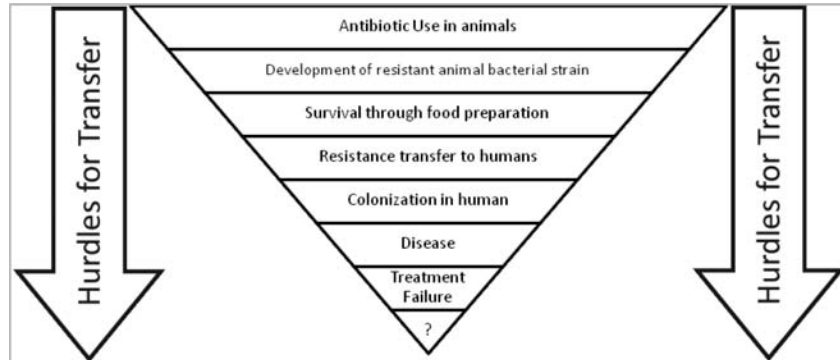 Hurdles for Transfer
Antibiotic Use in animals
Development of resistant animal bacterial strain
Survival through food preparation
Resistance transfer to humans
Colonization in human
Disease
Treatment
Failure
?
Hurdles for Transfer